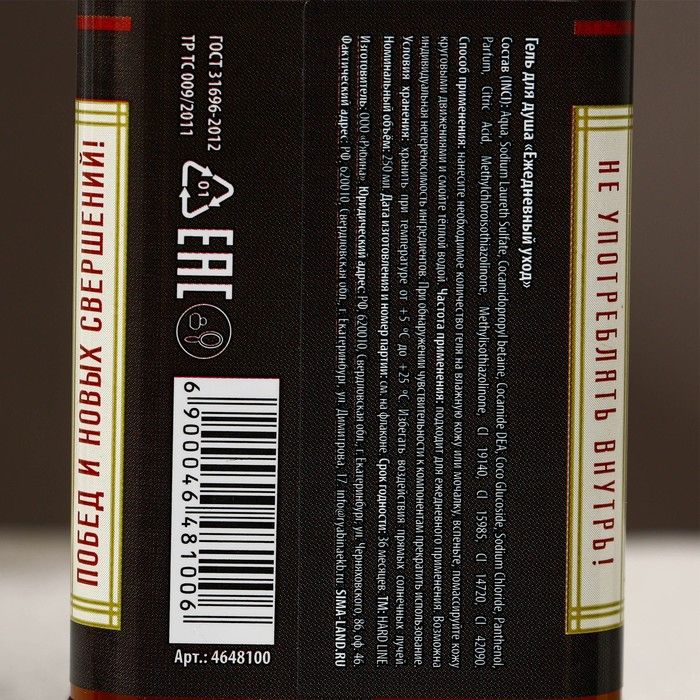 НЕ УПОТРЕБЛЯТЬ ВНУТРЬ!
Гель для душа «Ежедневный уход»
Состав (INCI): Aqua, Sodium Laureth Sulfate, Cocamidopropyl betaine, Cocamide DEA, Coco Glucoside, Sodium Chloride, Panthenol,
Parfum, Citric Acid, Methylchloroisothiazolinone, Methylisothiazolinone, CI 19140, CI 15985, CI 14720, CI 42090
Способ применения: нанесите необходимое количество геля на влажную кожу или мочалку, вспеньте, помассируйте кожу
круговыми движениями и смойте тёплой водой. Частота применения: подходит для ежедневного применения. Возможна
индивидуальная непереносимость ингредиентов. При обнаружении чувствительности к компонентам прекратить использование.
Условия хранения: хранить при температуре от +5 °C до +25 °C. Избегать воздействия прямых солнечных лучей.
Номинальный объём: 250 мл. Дата изготовления и номер партии: см. на флаконе. Срок годности: 36 месяцев. ТМ: HARD LINE.
Изготовитель: ООО «Рябина». Юридический адрес: РФ, 620010, Свердловская обл., г. Екатеринбург, ул. Черняховского, 86, оф. 46.
Фактический адрес: РФ, 620010, Свердловская обл., г. Екатеринбург, ул. Димитрова, 17, info@ryabinaekb.ru SIMA-LAND.RU
ГОСТ 31696-2012
ТР ТС 009/2011
01
EAC
6 900046 481006
Арт.: 4648100
ПОБЕД И НОВЫХ СВЕРШЕНИЙ!